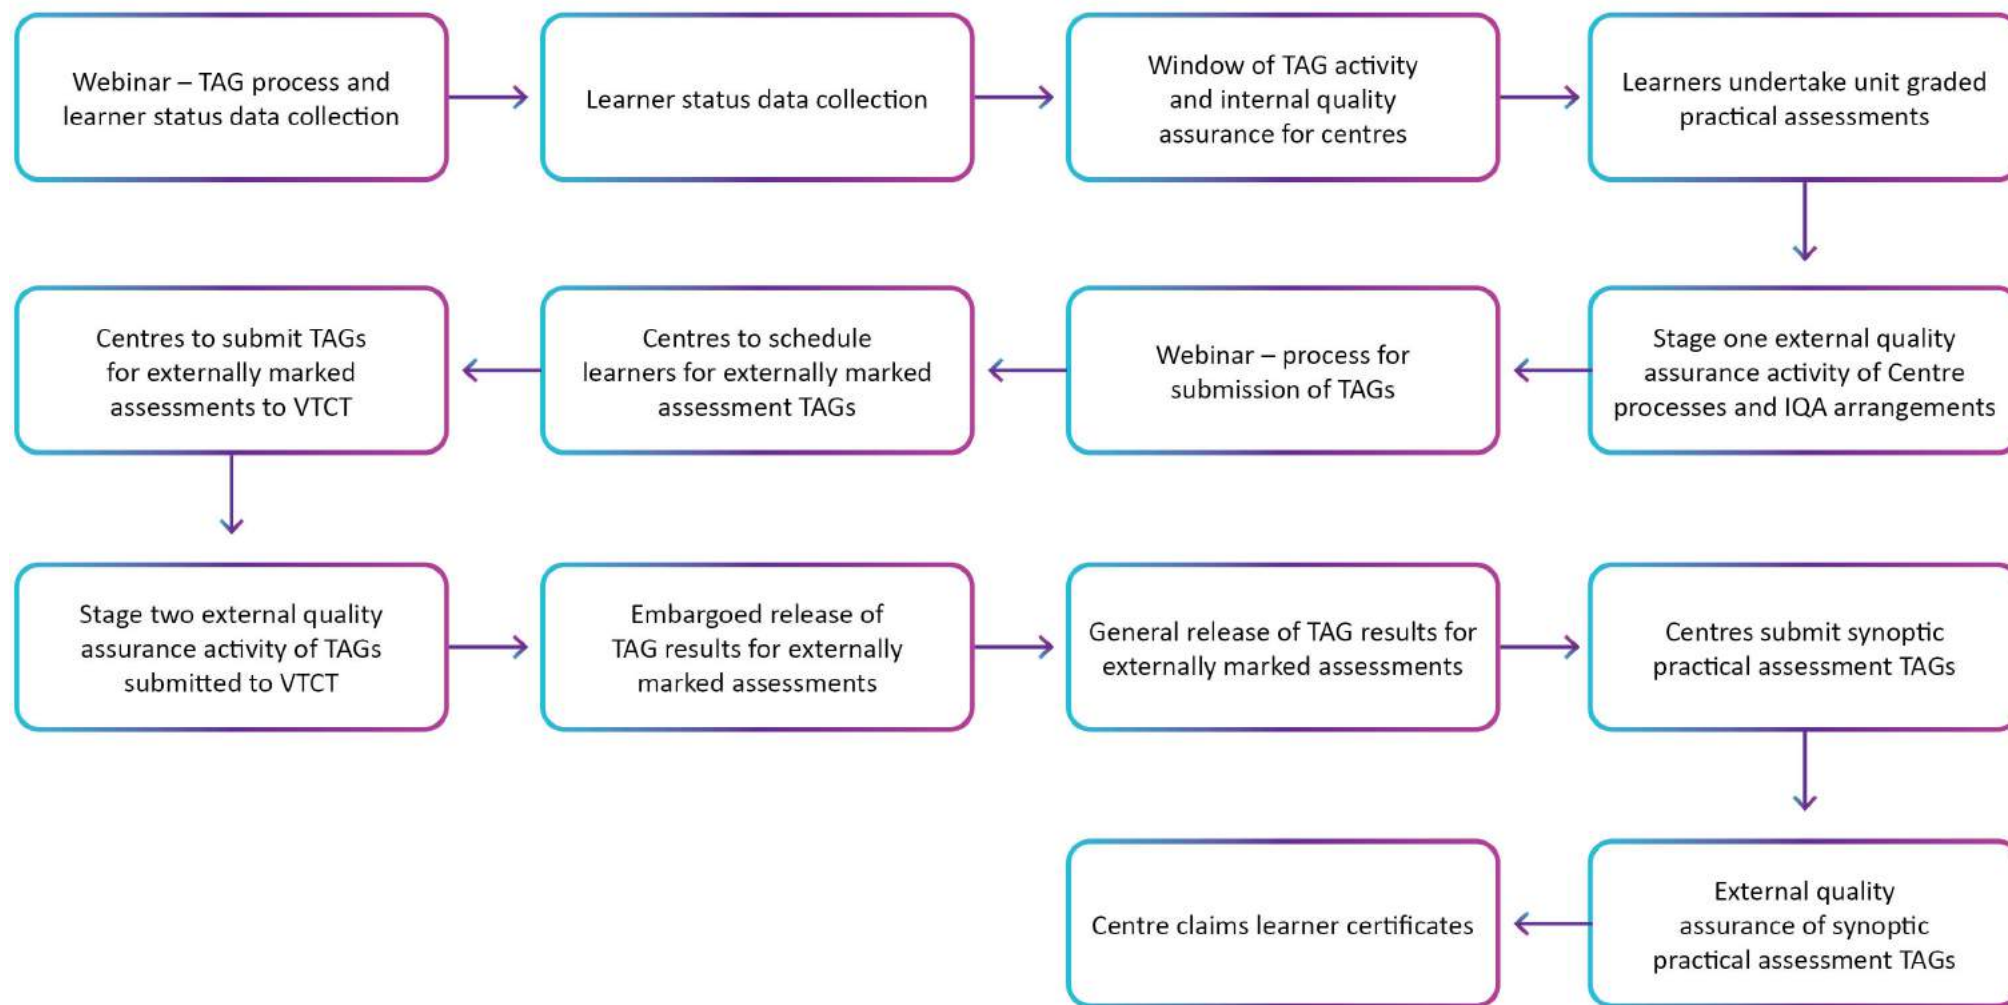 Webinar – TAG process and
learner status data collection
Learner status data collection
Window of TAG activity
and internal quality
assurance for centres
Learners undertake unit graded
practical assessments
Stage one external quality
assurance activity of Centre
processes and IQA arrangements
Webinar – process for
submission of TAGs
Centres to schedule
learners for externally marked
assessment TAGs
Centres to submit TAGs
for externally marked
assessments to VTCT
Stage two external quality
assurance activity of TAGs
submitted to VTCT
Embargoed release of
TAG results for externally
marked assessments
General release of TAG results for
externally marked assessments
Centres submit synoptic
practical assessment TAGs
External quality
assurance of synoptic
practical assessment TAGs
Centre claims learner certificates